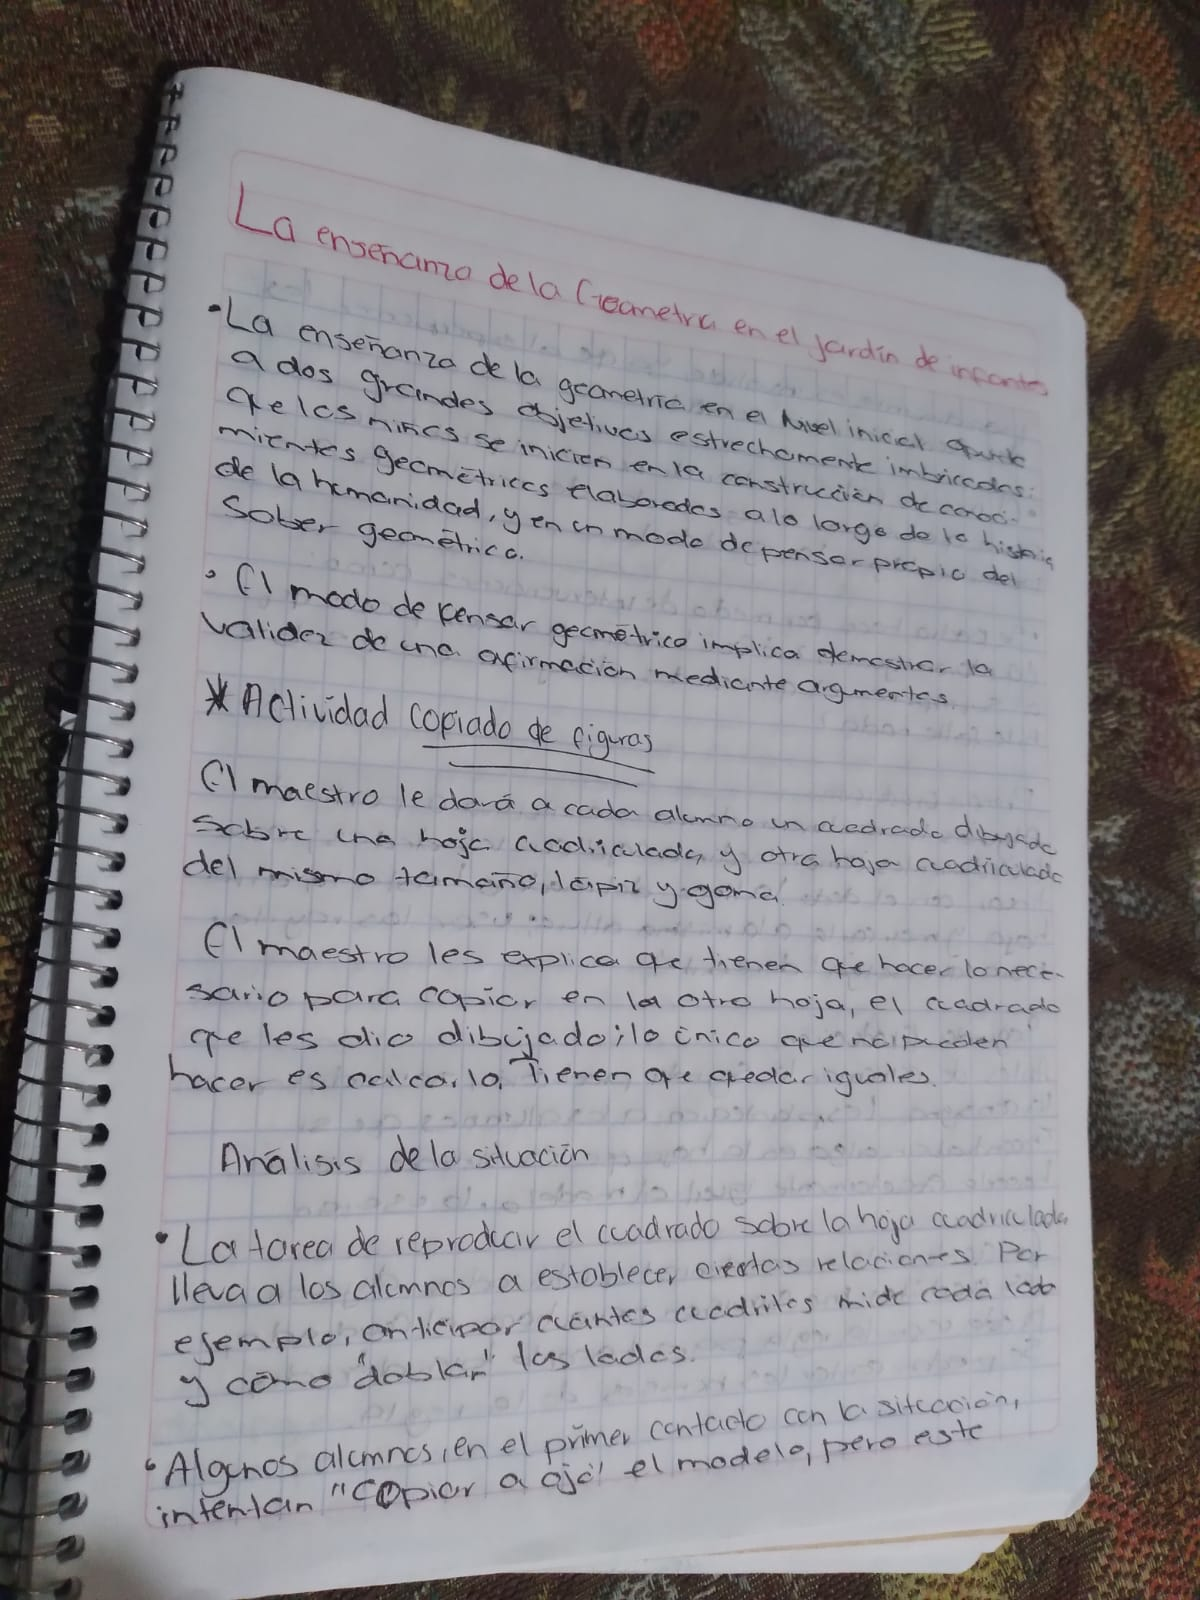 La enseñanza de la Geometria en el jardín de infantes
• La enseñanza de la geometría en el Nivel inicial apunta
a dos grandes objetivos estrechamente imbricados:
que los niños se inicien en la construcción de conoci-
mientos geométricos elaborados a lo largo de la historia
de la humanidad, y en un modo de pensar propio del
Saber geométrico.
• El modo de pensar geométrico implica demostrar la
validez de una afirmación mediante argumentos.
* Actividad copiado de figuras
El maestro le dará a cada alumno un cuadrado dibujado
sobre una hoja cuadriculada, y otra hoja cuadriculada
del mismo tamaño, lápiz y goma.
El maestro les explica que tienen que hacer lo nece-
sario para copiar en la otra hoja, el cuadrado
que les dio dibujado; lo único que no pueden
hacer es calcarlo. Tienen que quedar iguales.
Análisis de la situación
• La tarea de reproducir el cuadrado sobre la hoja cuadriculada,
lleva a los alumnos a establecer ciertas relaciones. Por
ejemplo, anticipar cuántos cuadritos mide cada lado
y cómo "doblar" los lados.
• Algunos alumnos, en el primer contacto con la situación,
intentan "copiar a ojo" el modelo, pero este